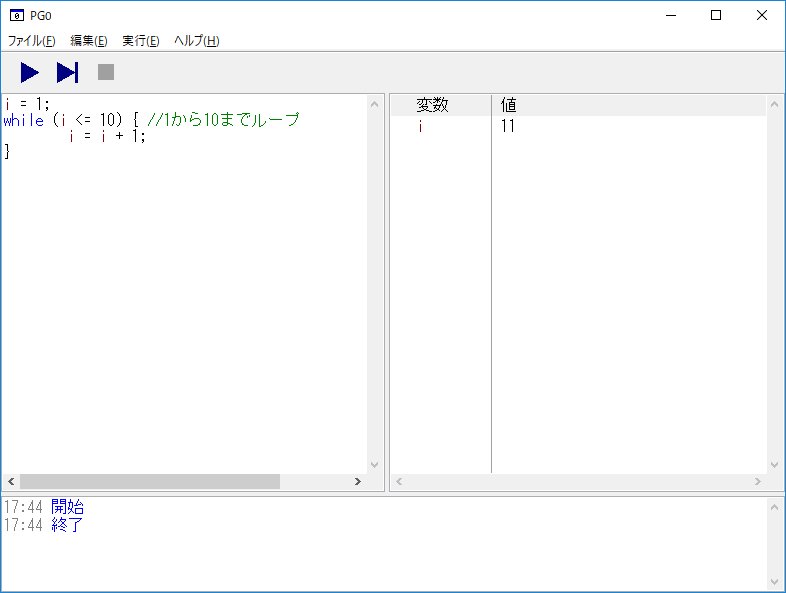 PG0
ファイル(F) 編集(E) 実行(E) ヘルプ(H)
i = 1;
while (i <= 10) { //1から10までループ
i = i + 1;
}
変数 値
i 11
17:44 開始
17:44 終了